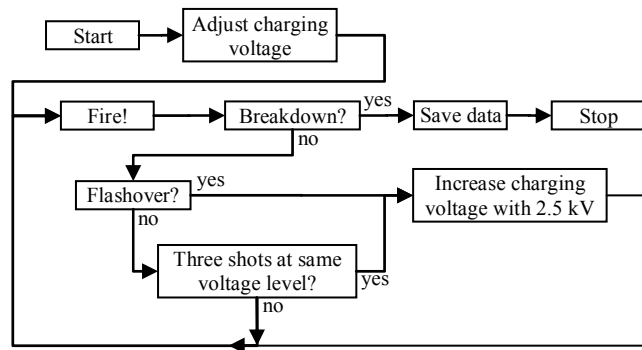 Start
Adjust charging
voltage
Fire!
Breakdown?
yes
Save data
Stop
no
Flashover?
yes
Increase charging
voltage with 2.5 kV
no
Three shots at same
voltage level?
yes
no